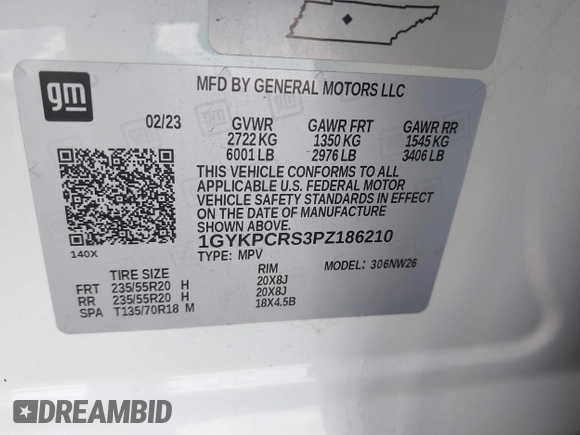 gm
MFD BY GENERAL MOTORS LLC
02/23 GVWR GAWR FRT GAWR RR
2722 KG 1350 KG 1545 KG
6001 LB 2976 LB 3406 LB
THIS VEHICLE CONFORMS TO ALL
APPLICABLE U.S. FEDERAL MOTOR
VEHICLE SAFETY STANDARDS IN EFFECT
ON THE DATE OF MANUFACTURE
SHOWN ABOVE.
1GYKPCRS3PZ186210
140X
TYPE: MPV MODEL: 306NW26
TIRE SIZE RIM
FRT 235/55R20 H 20X8J
RR 235/55R20 H 20X8J
SPA T135/70R18 M 18X4.5B
DREAMBID